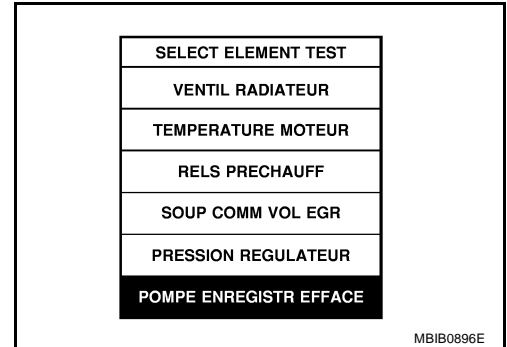 SELECT ELEMENT TEST
VENTIL RADIATEUR
TEMPERATURE MOTEUR
RELS PRECHAUFF
SOUP COMM VOL EGR
PRESSION REGULATEUR
POMPE ENREGISTR EFFACE
MBIB0896E